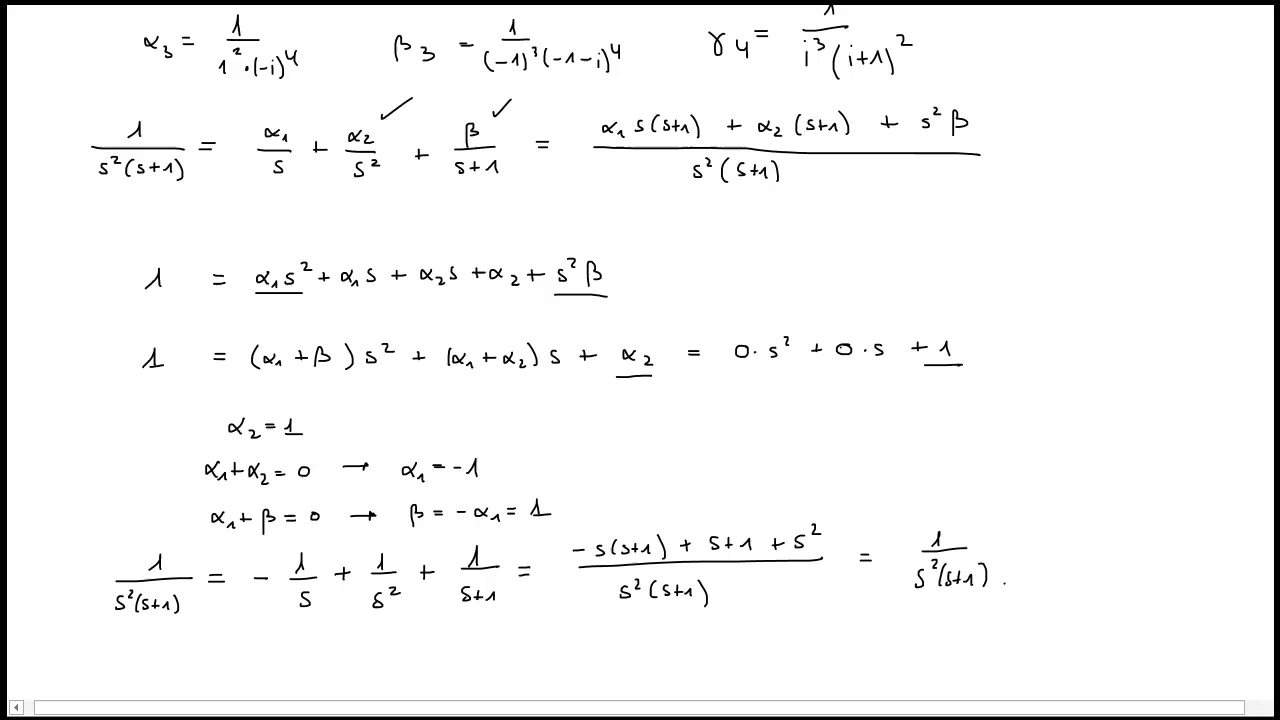 α₃ = 1/(1²·(-i)⁴) β₃ = 1/((-1)³(-1-i)⁴) γ₄ = 1/(i³(i+1)²)
1/(s²(s+1)) = α₁/s + α₂/s² + β/(s+1) = (α₁ s(s+1) + α₂ (s+1) + s² β)/(s²(s+1))
1 = α₁s² + α₁s + α₂s + α₂ + s²β
1 = (α₁ + β) s² + (α₁ + α₂) s + α₂ = 0·s² + 0·s + 1
α₂ = 1
α₁ + α₂ = 0 → α₁ = -1
α₁ + β = 0 → β = -α₁ = 1
1/(s²(s+1)) = - 1/s + 1/s² + 1/(s+1) = (-s(s+1) + s+1 + s²)/(s²(s+1)) = 1/(s²(s+1)).